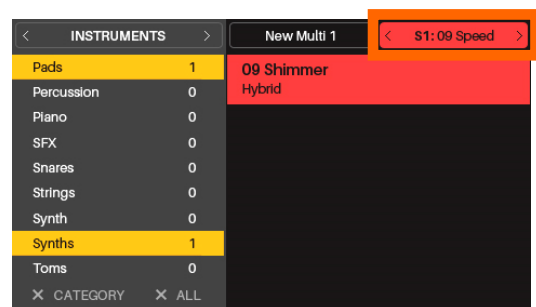 < INSTRUMENTS >
New Multi 1
< S1: 09 Speed >
Pads 1
Percussion 0
Piano 0
SFX 0
Snares 0
Strings 0
Synth 0
Synths 1
Toms 0
X CATEGORY X ALL
09 Shimmer
Hybrid